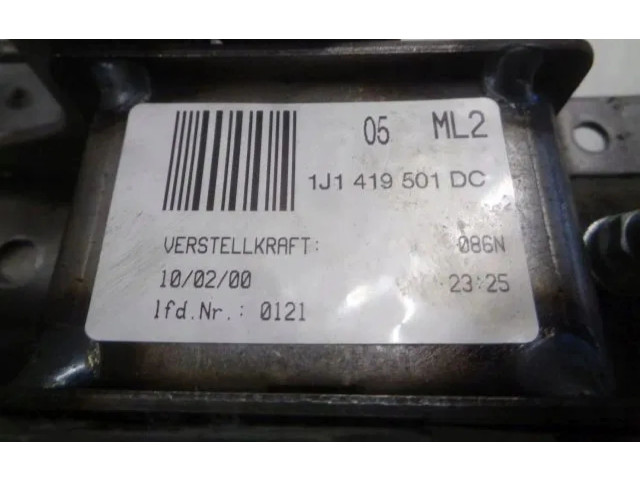 05 ML2
1J1 419 501 DC
VERSTELLKRAFT: 086N
10/02/00 23:25
lfd.Nr.: 0121